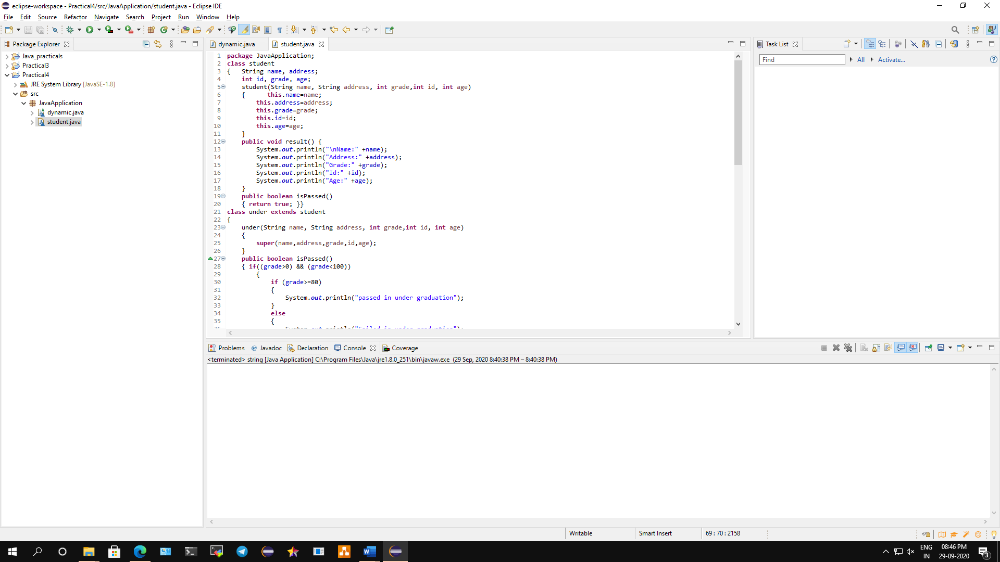 eclipse-workspace - Practical4/src/JavaApplication/student.java - Eclipse IDE
File Edit Source Refactor Navigate Search Project Run Window Help
Package Explorer
Java_practicals
Practical3
Practical4
JRE System Library [JavaSE-1.8]
src
JavaApplication
dynamic.java
student.java
dynamic.java student.java
1 package JavaApplication;
2 class student
3 { String name, address;
4 int id, grade, age;
5 student(String name, String address, int grade,int id, int age)
6 { this.name=name;
7 this.address=address;
8 this.grade=grade;
9 this.id=id;
10 this.age=age;
11 }
12 public void result() {
13 System.out.println("\nName:" +name);
14 System.out.println("Address:" +address);
15 System.out.println("Grade:" +grade);
16 System.out.println("Id:" +id);
17 System.out.println("Age:" +age);
18 }
19 public boolean isPassed()
20 { return true; }}
21 class under extends student
22 {
23 under(String name, String address, int grade,int id, int age)
24 {
25 super(name,address,grade,id,age);
26 }
27 public boolean isPassed()
28 { if((grade>0) && (grade<100))
29 {
30 if (grade>=80)
31 {
32 System.out.println("passed in under graduation");
33 }
34 else
35 {
36 System.out.println("Failed in under graduation");
Task List
Find All Activate...
Problems @ Javadoc Declaration Console Coverage
<terminated> string [Java Application] C:\Program Files\Java\jre1.8.0_251\bin\javaw.exe (29 Sep, 2020 8:40:38 PM – 8:40:38 PM)
Writable Smart Insert 69 : 70 : 2158
ENG
IN
08:46 PM
29-09-2020
3